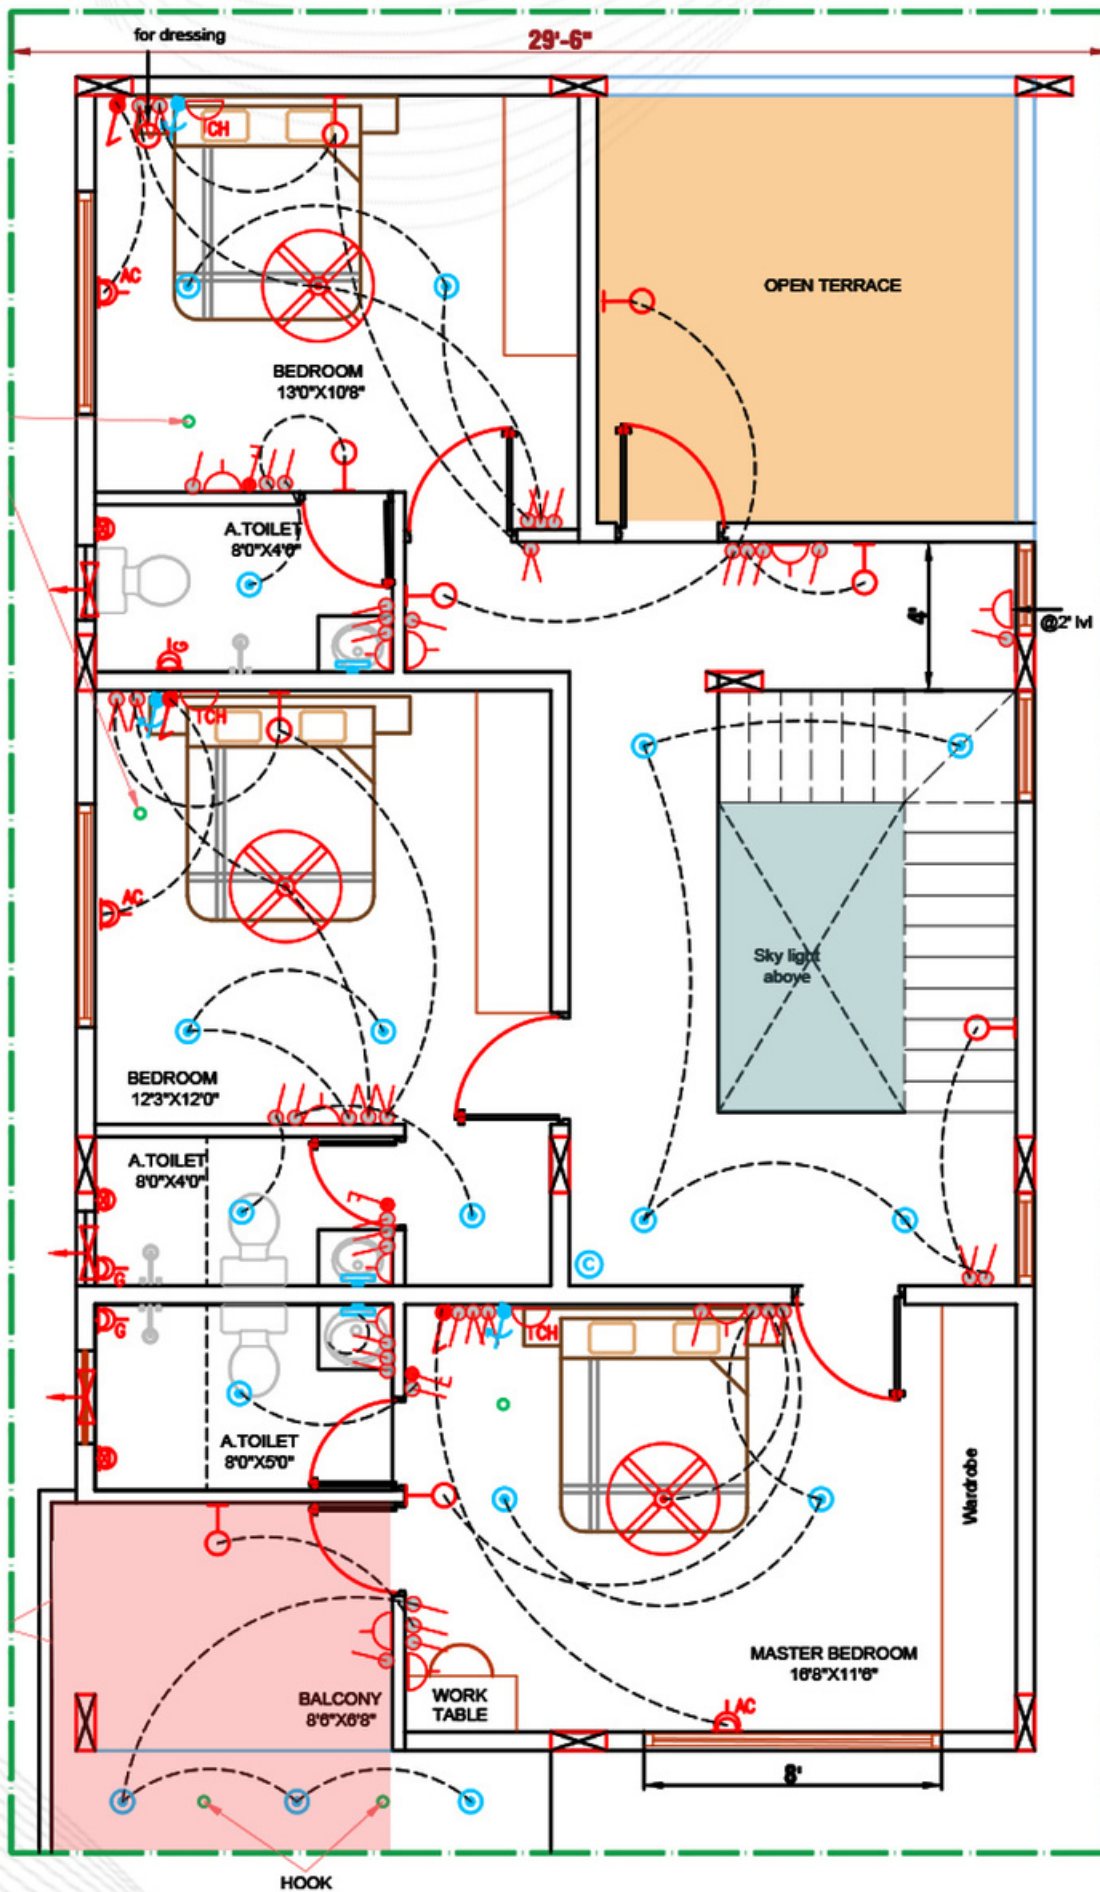 for dressing
29'-6"
TCH
AC
OPEN TERRACE
BEDROOM
13'0"X10'8"
A.TOILET
8'0"X4'6"
4'
@2' lvl
G
TCH
AC
Sky light
above
BEDROOM
12'3"X12'0"
A.TOILET
8'0"X4'0"
G
C
G
TCH
A.TOILET
8'0"X5'0"
Wardrobe
MASTER BEDROOM
16'8"X11'6"
AC
BALCONY
8'6"X6'8"
WORK
TABLE
8'
HOOK